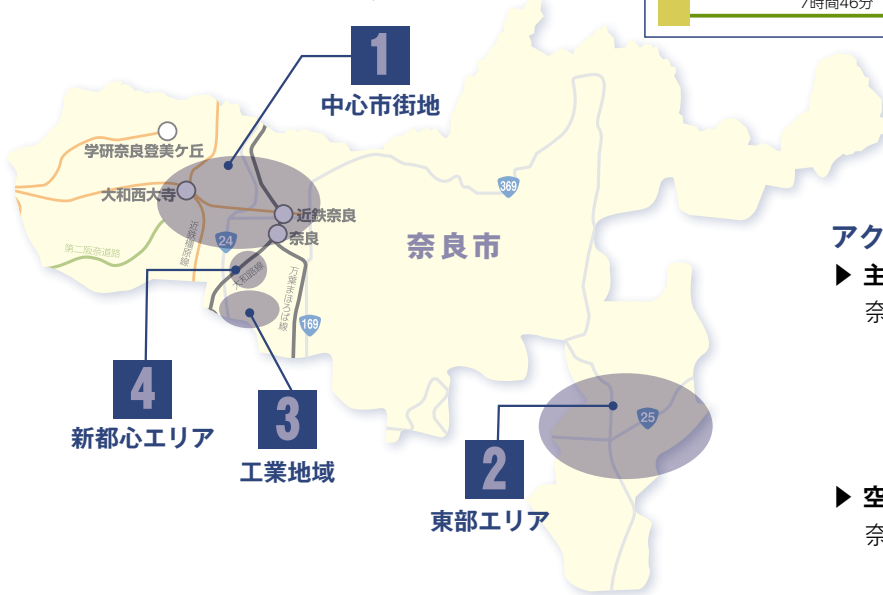 7時間46分
1
中心市街地
学研奈良登美ケ丘
大和西大寺
近鉄奈良
奈良
近鉄橿原線
第二阪奈道路
24
大和路線
万葉まほろば線
169
369
奈良市
4
新都心エリア
3
工業地域
2
東部エリア
25
アク
▶ 主
奈
▶ 空
奈